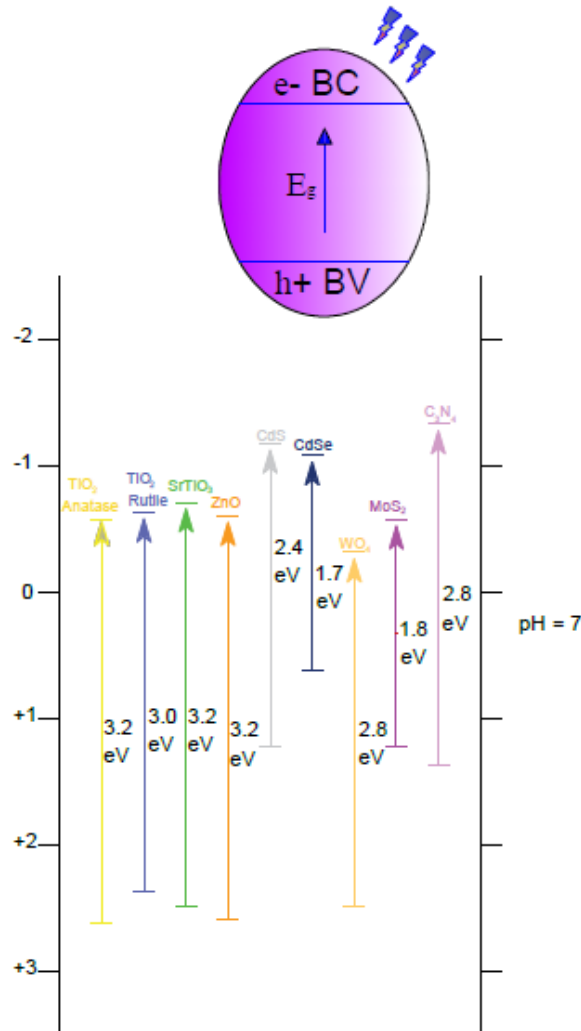 e- BC
E₉
h+ BV
-2
-1
0
+1
+2
+3
TIO₂
Anatase
TIO₂
Rutile
SrTIO₃
ZnO
CdS
CdSe
WO₄
MoS₂
C₃N₄
3.2
eV
3.0
eV
3.2
eV
3.2
eV
2.4
eV
1.7
eV
2.8
eV
1.8
eV
2.8
eV
pH = 7